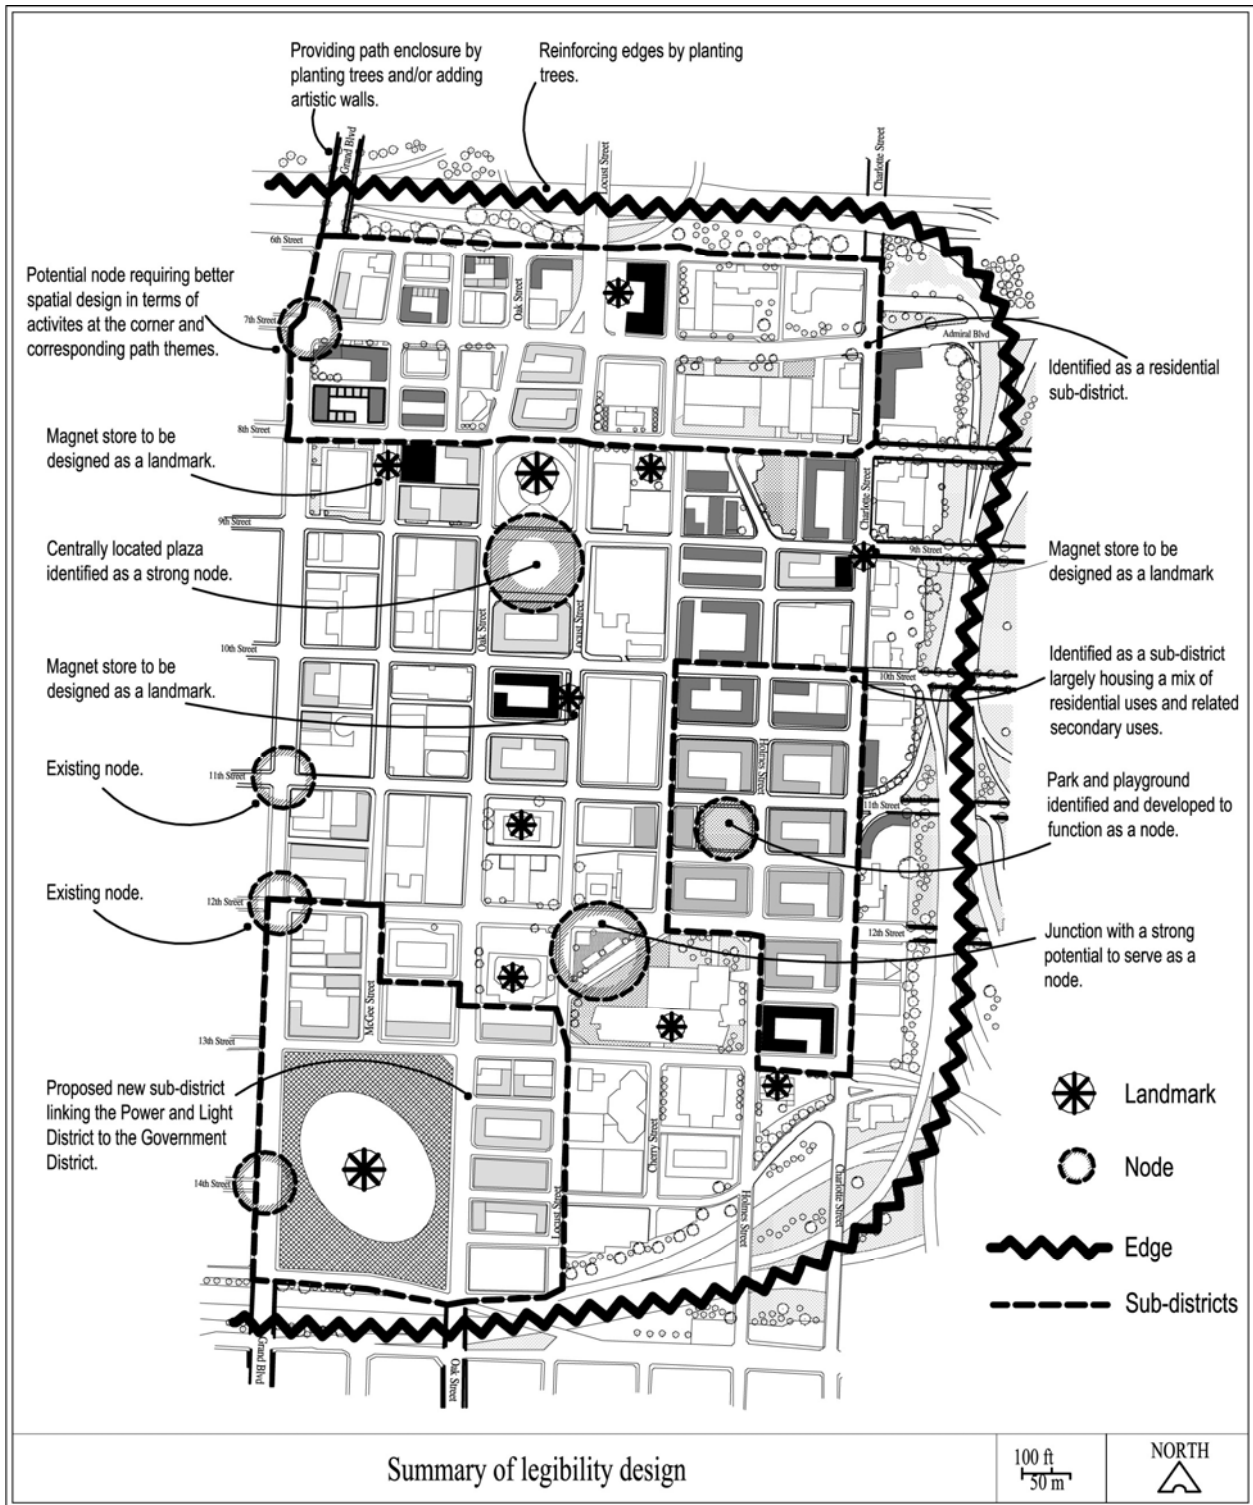 Providing path enclosure by
planting trees and/or adding
artistic walls.
Reinforcing edges by planting
trees.
Grand Blvd
Locust Street
Charlotte Street
6th Street
Potential node requiring better
spatial design in terms of
activites at the corner and
corresponding path themes.
7th Street
Oak Street
Admiral Blvd
Identified as a residential
sub-district.
8th Street
Magnet store to be
designed as a landmark.
Charlotte Street
9th Street
9th Street
Centrally located plaza
identified as a strong node.
Magnet store to be
designed as a landmark
Oak Street
Locust Street
10th Street
10th Street
Magnet store to be
designed as a landmark.
Identified as a sub-district
largely housing a mix of
residential uses and related
secondary uses.
Holmes Street
Existing node.
11th Street
11th Street
Park and playground
identified and developed to
function as a node.
Existing node.
12th Street
12th Street
Junction with a strong
potential to serve as a
node.
McGee Street
13th Street
Proposed new sub-district
linking the Power and Light
District to the Government
District.
Cherry Street
14th Street
Locust Street
Holmes Street
Charlotte Street
Landmark
Node
Edge
Sub-districts
Grand Blvd
Oak Street
Summary of legibility design
100 ft
50 m
NORTH